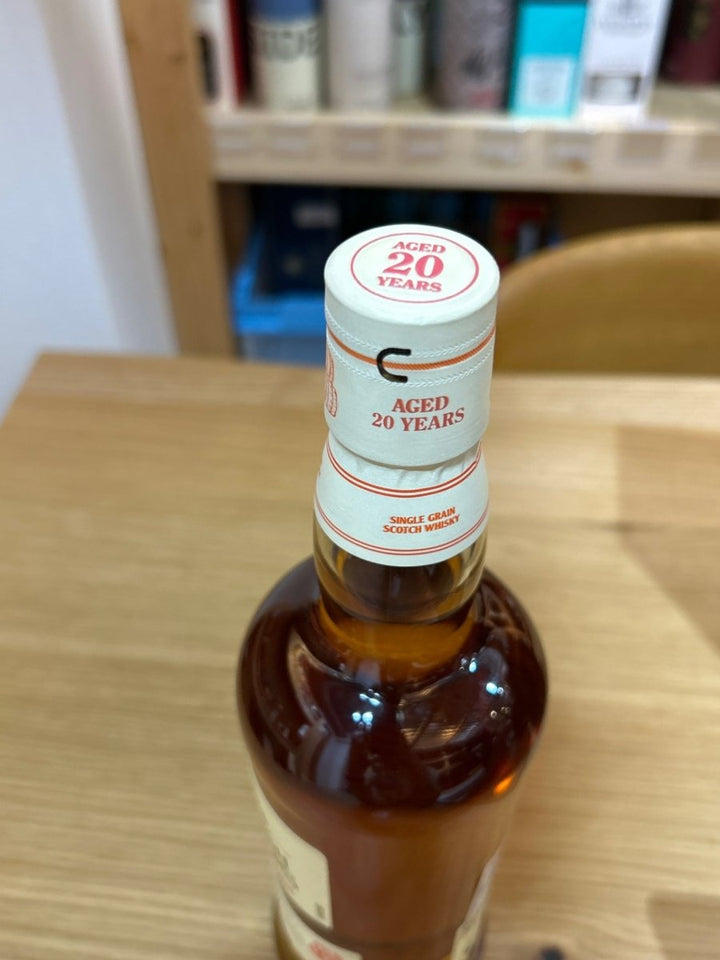 AGED
20
YEARS
AGED
20 YEARS
SINGLE GRAIN
SCOTCH WHISKY